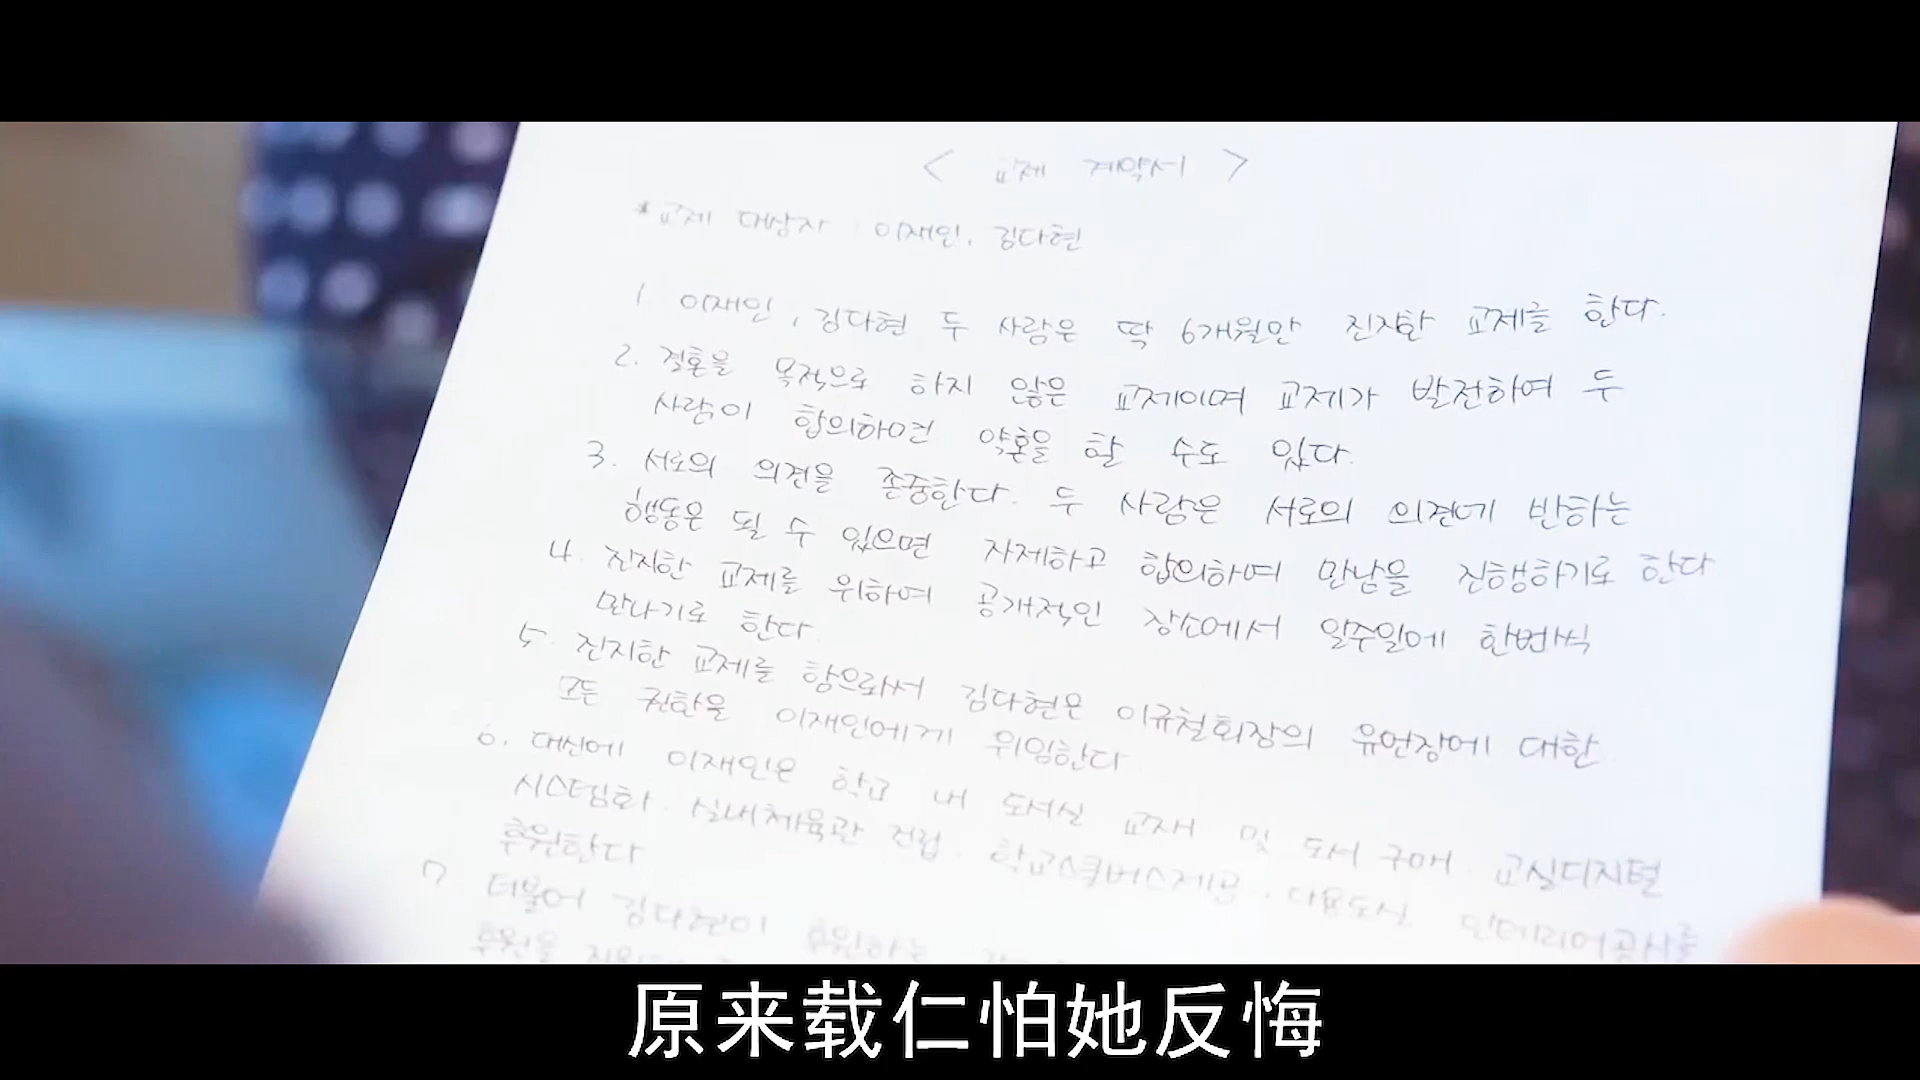 < 교제 계약서 >
*교제 대상자 : 이재인, 김다현
1 이재인, 김다현 두 사람은 딱 6개월만 진지한 교제를 한다.
2. 결혼을 목적으로 하지 않은 교제이며 교제가 발전하여 두
사람이 합의하면 약혼을 할 수도 있다.
3. 서로의 의견을 존중한다. 두 사람은 서로의 의견에 반하는
행동은 될 수 있으면 자제하고 합의하여 만남을 진행하기로 한다
4. 진지한 교제를 위하여 공개적인 장소에서 일주일에 한번씩
만나기로 한다
5. 진지한 교제를 함으로써 김다현은 이규철회장의 유언장에 대한
모든 권한을 이재인에게 위임한다
6. 대신에 이재인은 학교 내 도서실 교재 및 도서 구매. 교실디지털
시스템화. 실내체육관 건립. 학교스쿨버스제공. 다용도실 인테리어공사를
후원한다
7 더불어 김다현이 후원하는
후원을
原来载仁怕她反悔